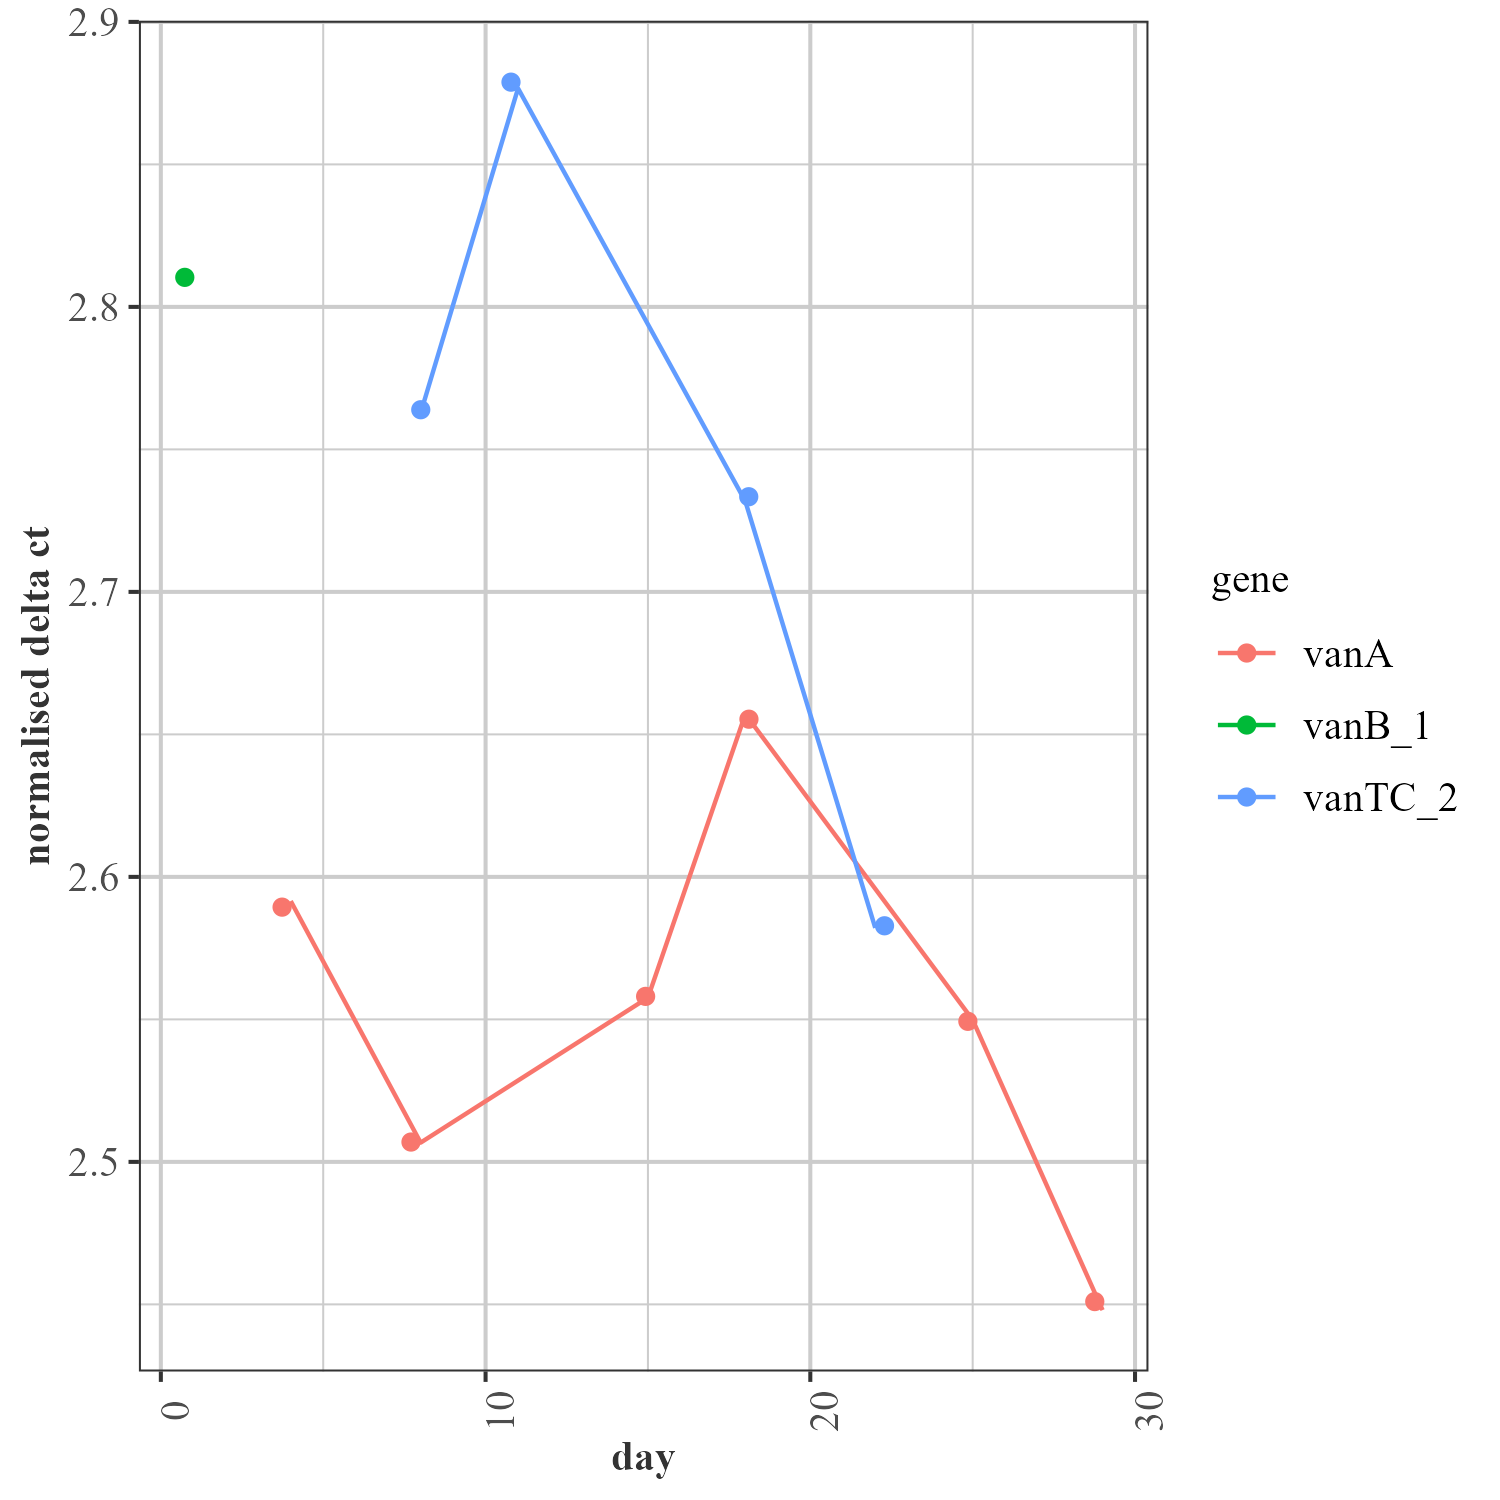 2.9
2.8
2.7
2.6
2.5
normalised delta ct
0
10
20
30
day
gene
vanA
vanB_1
vanTC_2